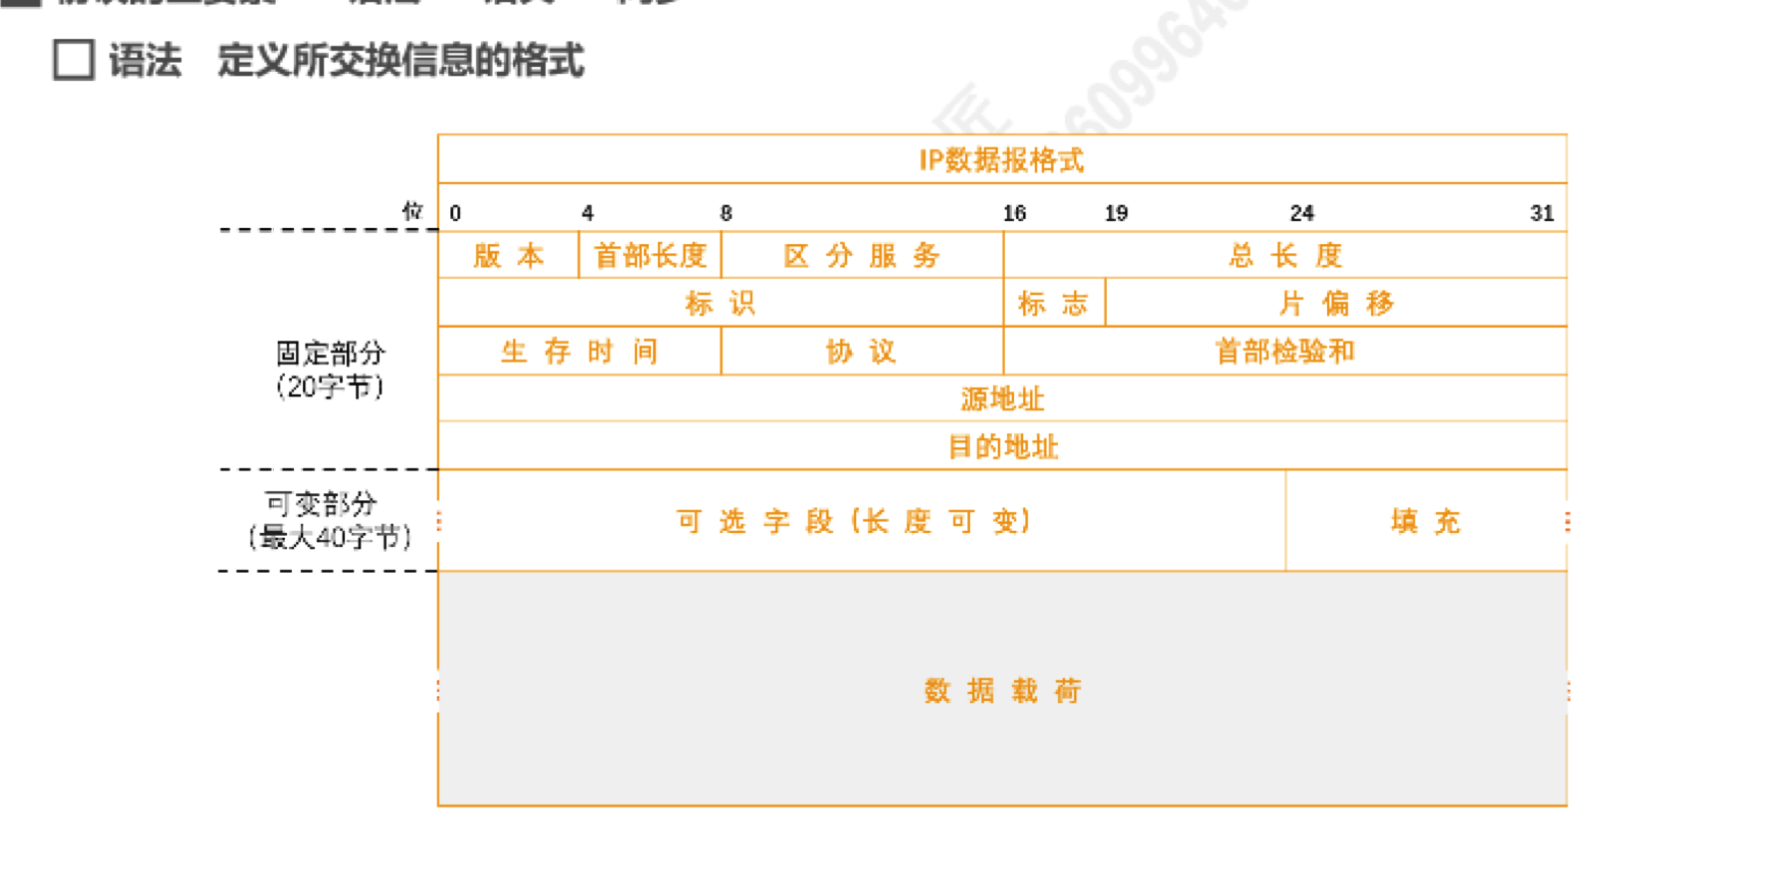 语法 定义所交换信息的格式
IP数据报格式
位 0 4 8 16 19 24 31
版本 首部长度 区分服务 总长度
标识 标志 片偏移
固定部分
(20字节)
生存时间 协议 首部检验和
源地址
目的地址
可变部分
(最大40字节)
可选字段(长度可变) 填充
数据载荷